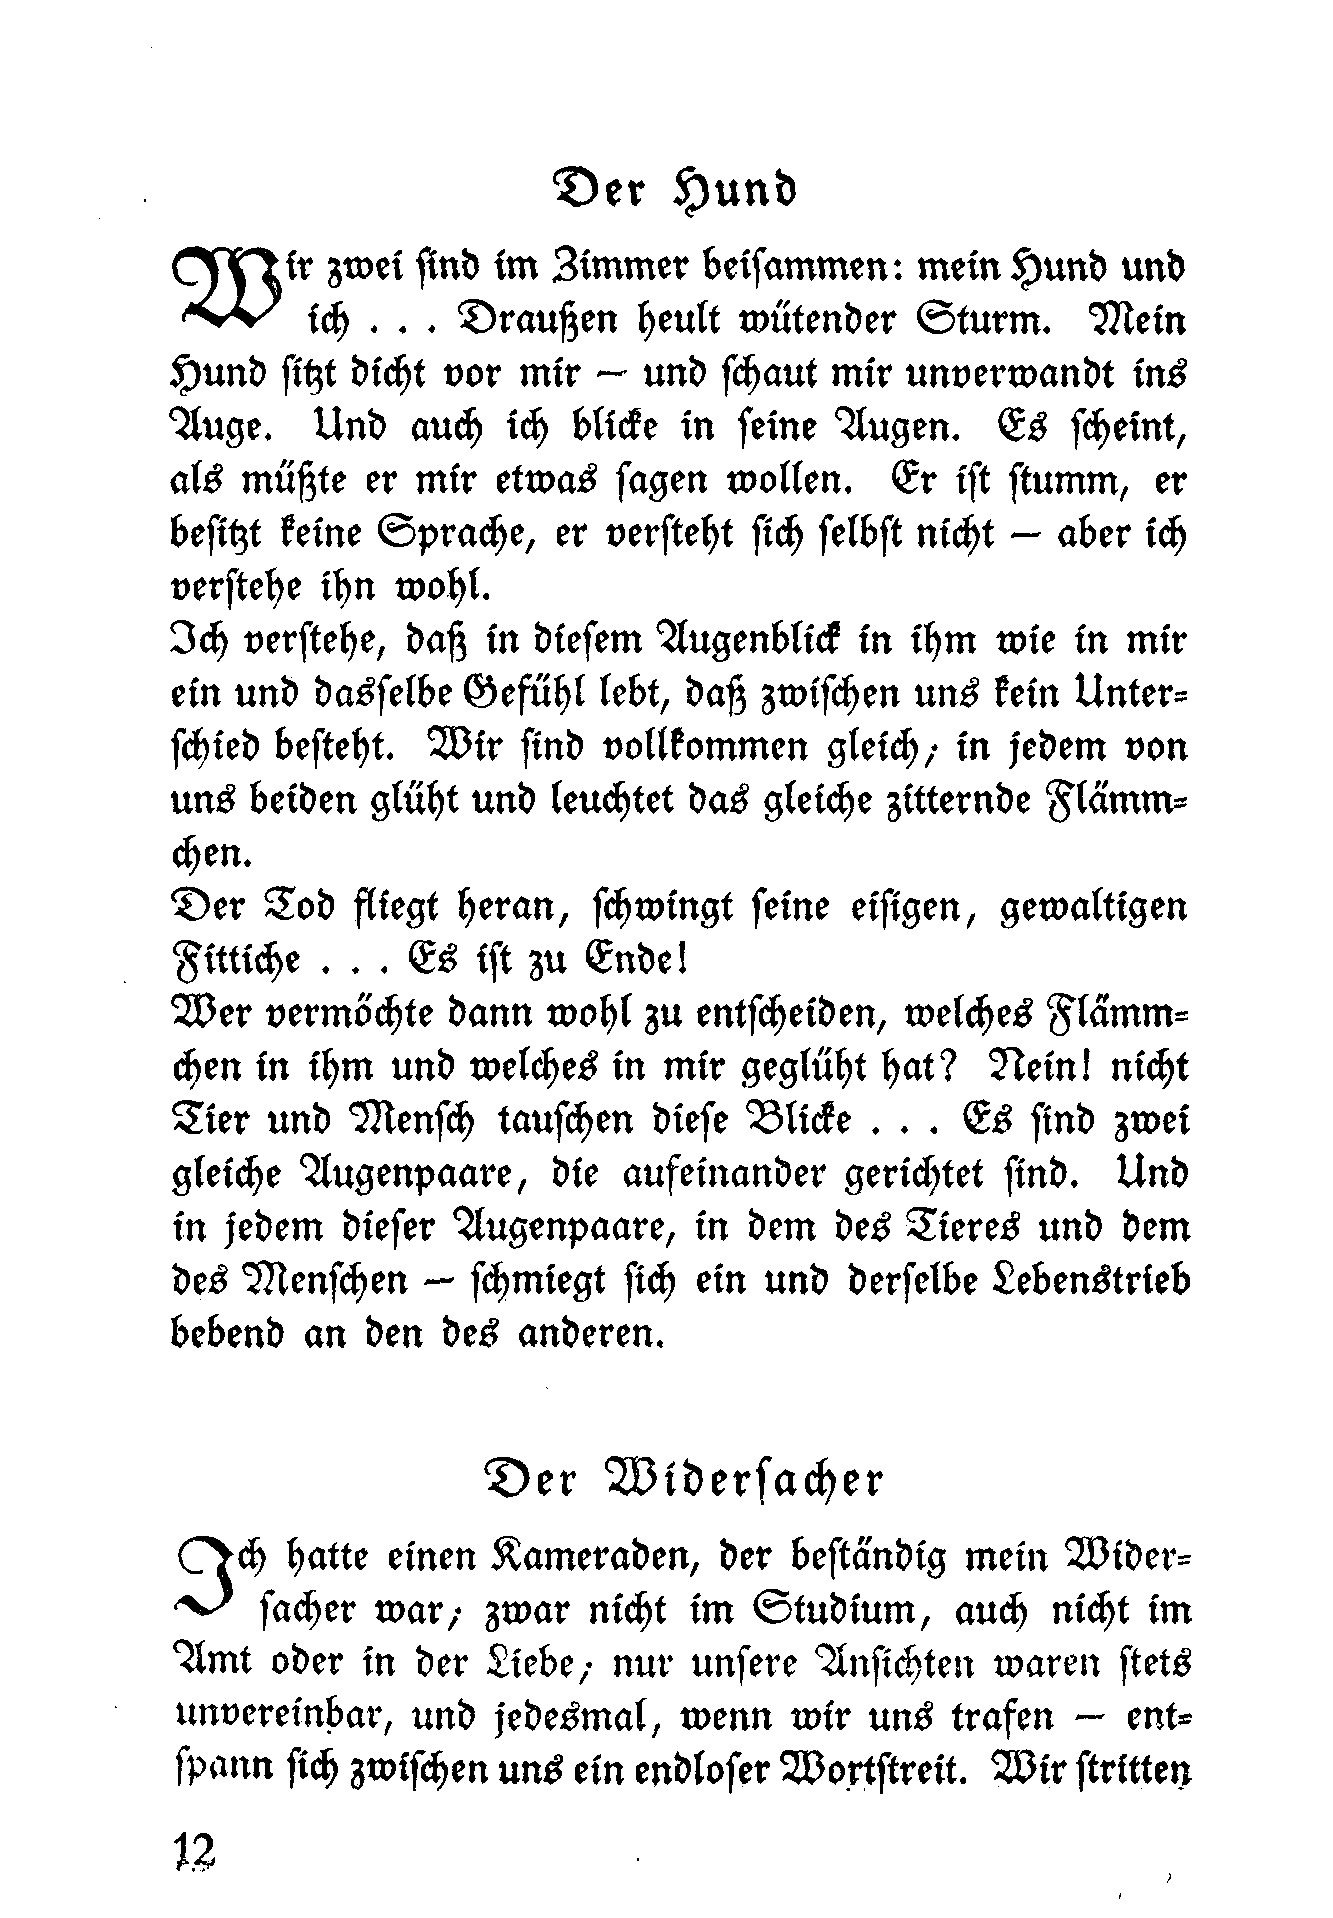 Der Hund
Wir zwei sind im Zimmer beisammen: mein Hund und
ich . . . Draußen heult wütender Sturm. Mein
Hund sitzt dicht vor mir – und schaut mir unverwandt ins
Auge. Und auch ich blicke in seine Augen. Es scheint,
als müßte er mir etwas sagen wollen. Er ist stumm, er
besitzt keine Sprache, er versteht sich selbst nicht – aber ich
verstehe ihn wohl.
Ich verstehe, daß in diesem Augenblick in ihm wie in mir
ein und dasselbe Gefühl lebt, daß zwischen uns kein Unter-
schied besteht. Wir sind vollkommen gleich; in jedem von
uns beiden glüht und leuchtet das gleiche zitternde Flämm-
chen.
Der Tod fliegt heran, schwingt seine eisigen, gewaltigen
Fittiche . . . Es ist zu Ende!
Wer vermöchte dann wohl zu entscheiden, welches Flämm-
chen in ihm und welches in mir geglüht hat? Nein! nicht
Tier und Mensch tauschen diese Blicke . . . Es sind zwei
gleiche Augenpaare, die aufeinander gerichtet sind. Und
in jedem dieser Augenpaare, in dem des Tieres und dem
des Menschen – schmiegt sich ein und derselbe Lebenstrieb
bebend an den des anderen.
Der Widersacher
Ich hatte einen Kameraden, der beständig mein Wider-
sacher war; zwar nicht im Studium, auch nicht im
Amt oder in der Liebe; nur unsere Ansichten waren stets
unvereinbar, und jedesmal, wenn wir uns trafen – ent-
spann sich zwischen uns ein endloser Wortstreit. Wir stritten
12